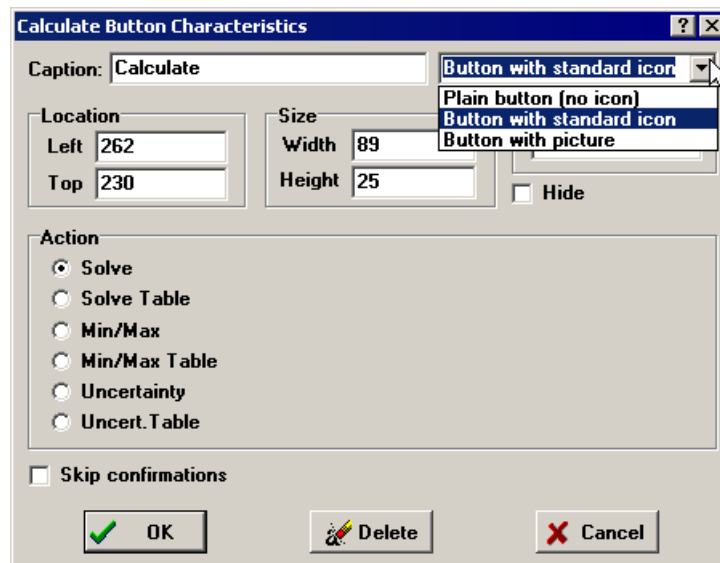 Calculate Button Characteristics
Caption: Calculate Button with standard icon
Plain button (no icon)
Button with standard icon
Button with picture
Location Size
Left 262 Width 89
Top 230 Height 25
Hide
Action
Solve
Solve Table
Min/Max
Min/Max Table
Uncertainty
Uncert.Table
Skip confirmations
OK Delete Cancel